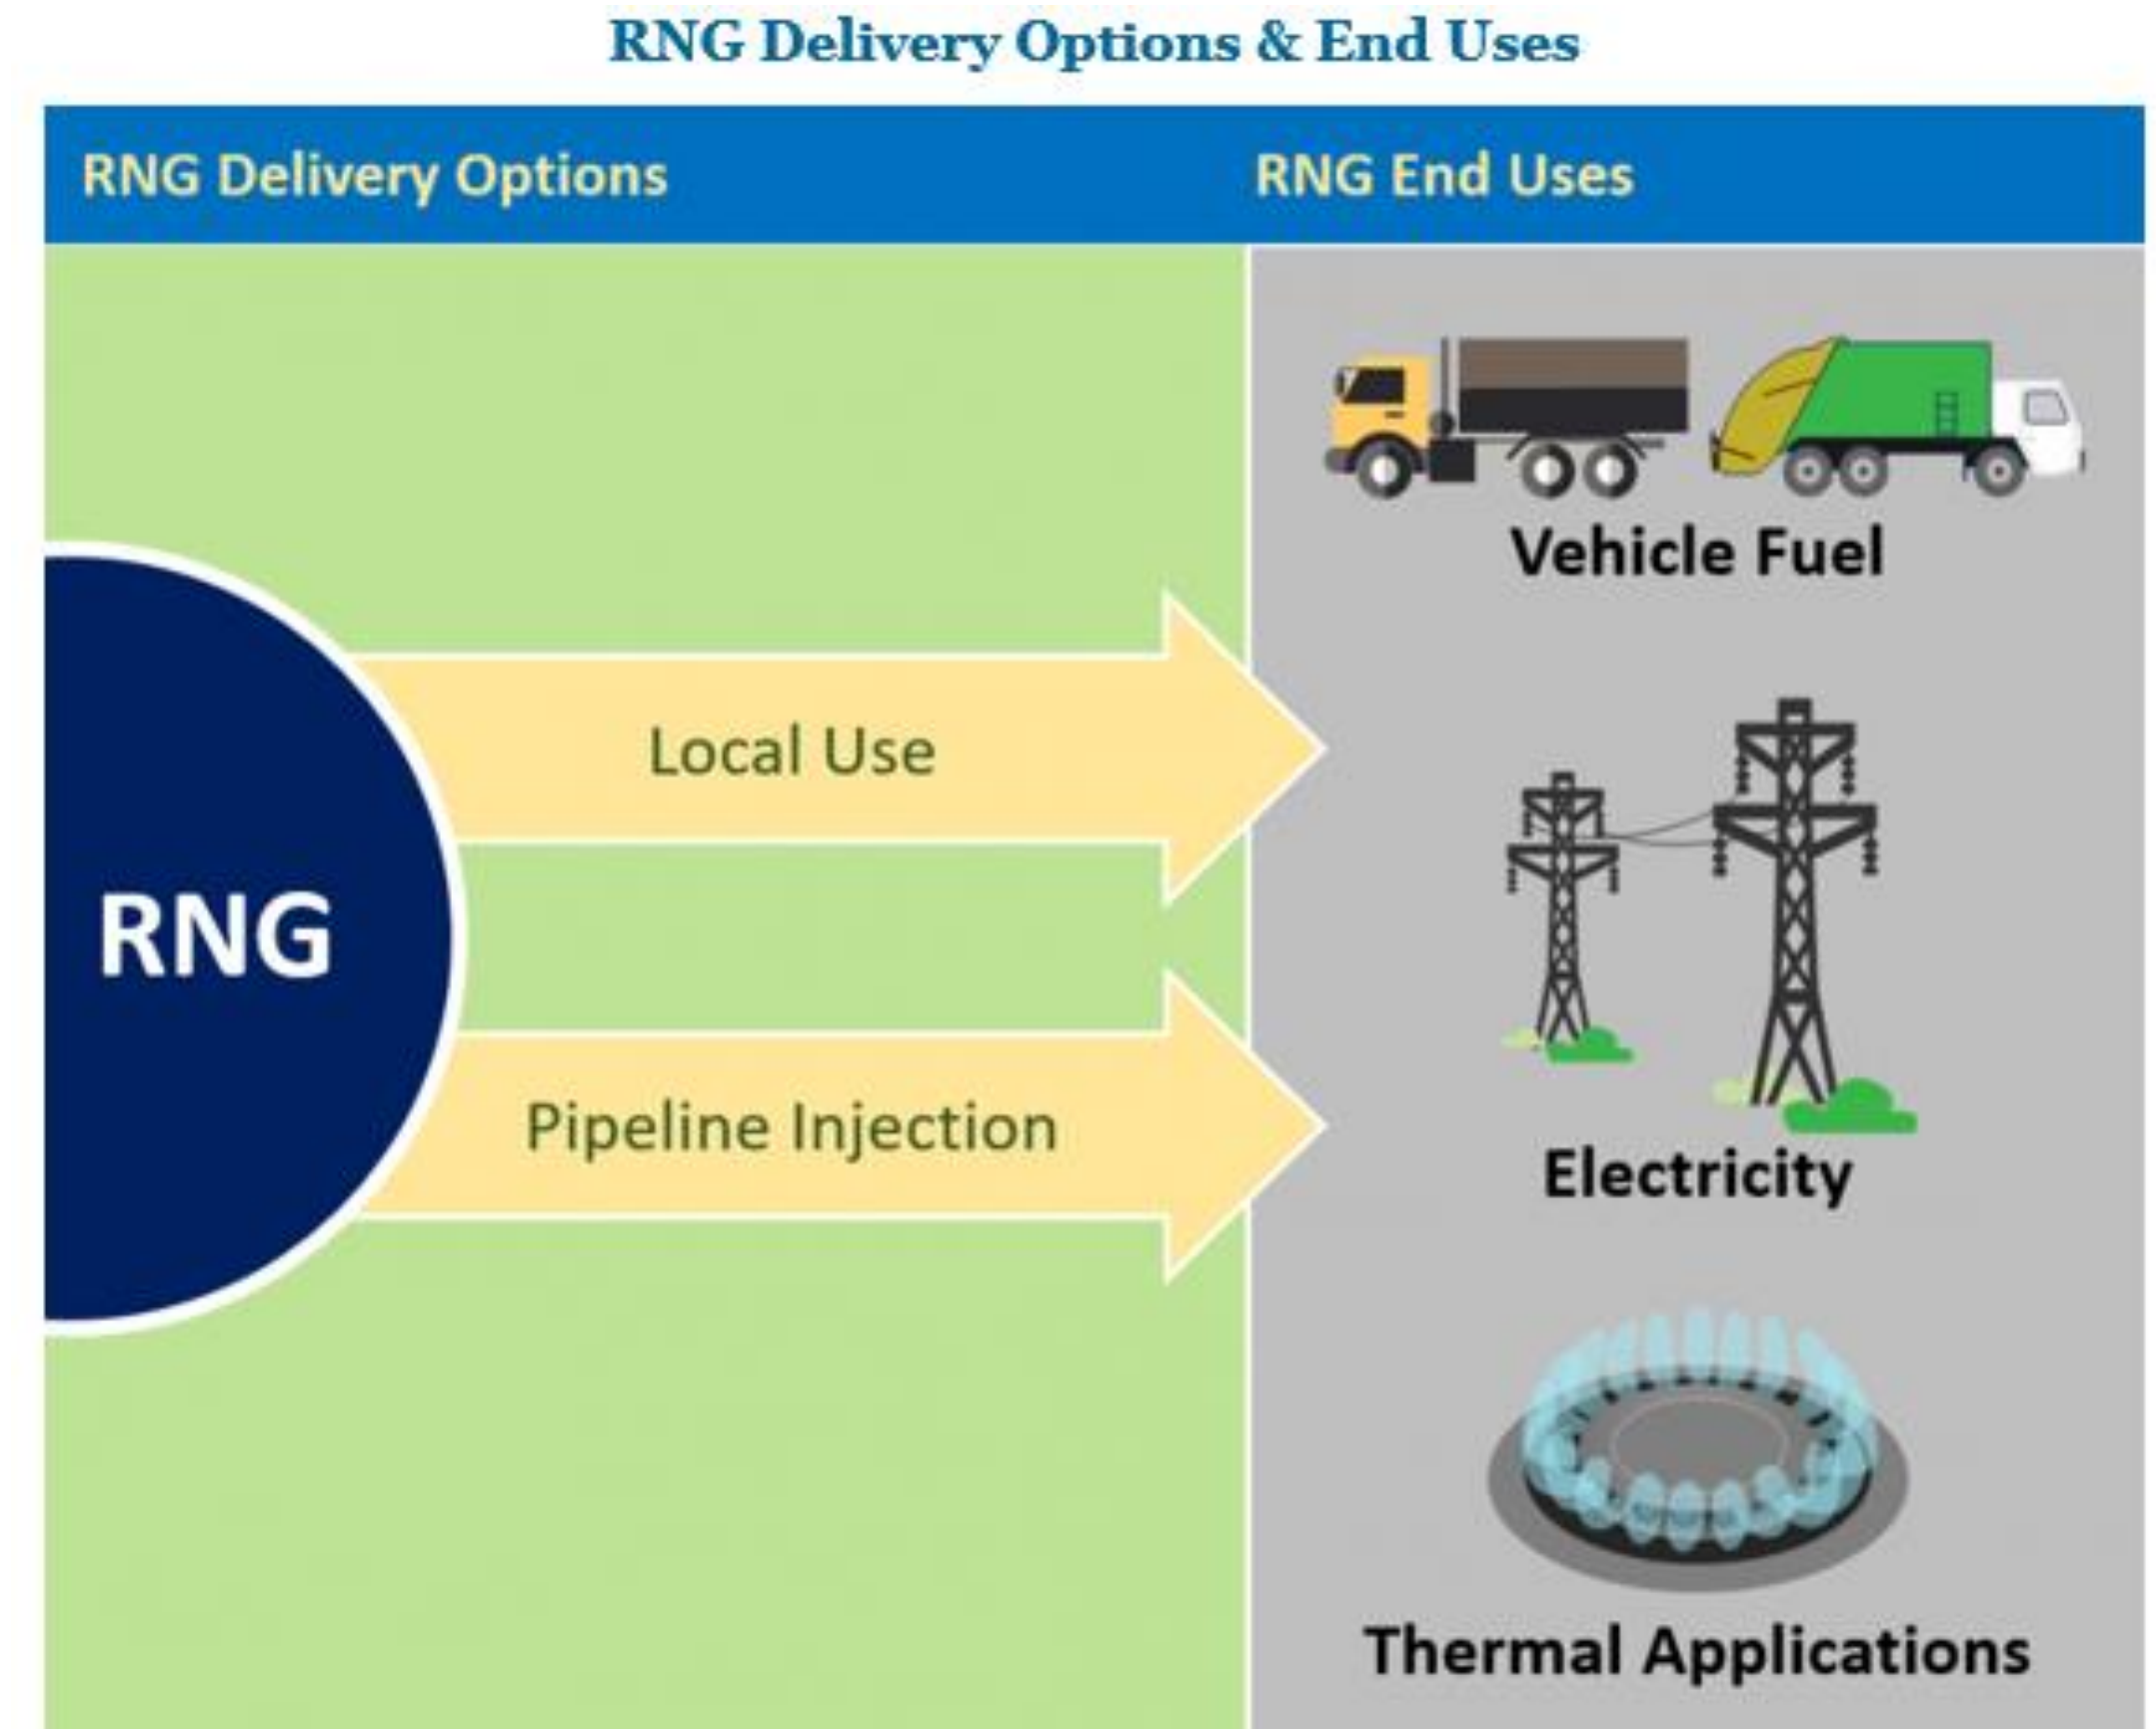 RNG Delivery Options & End Uses
RNG Delivery Options
RNG End Uses
RNG
Local Use
Pipeline Injection
Vehicle Fuel
Electricity
Thermal Applications